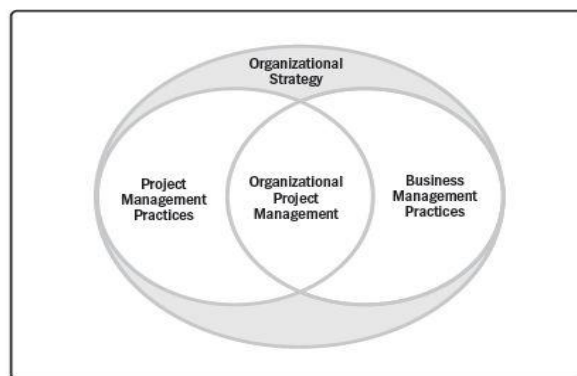 Organizational
Strategy
Project
Management
Practices
Organizational
Project
Management
Business
Management
Practices